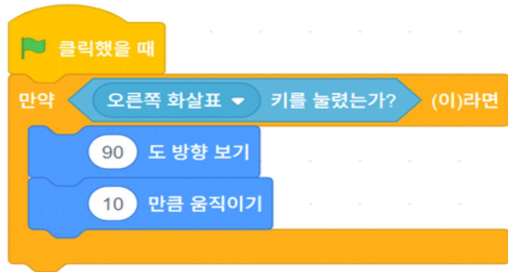 클릭했을 때
만약 오른쪽 화살표 키를 눌렀는가? (이)라면
90 도 방향 보기
10 만큼 움직이기